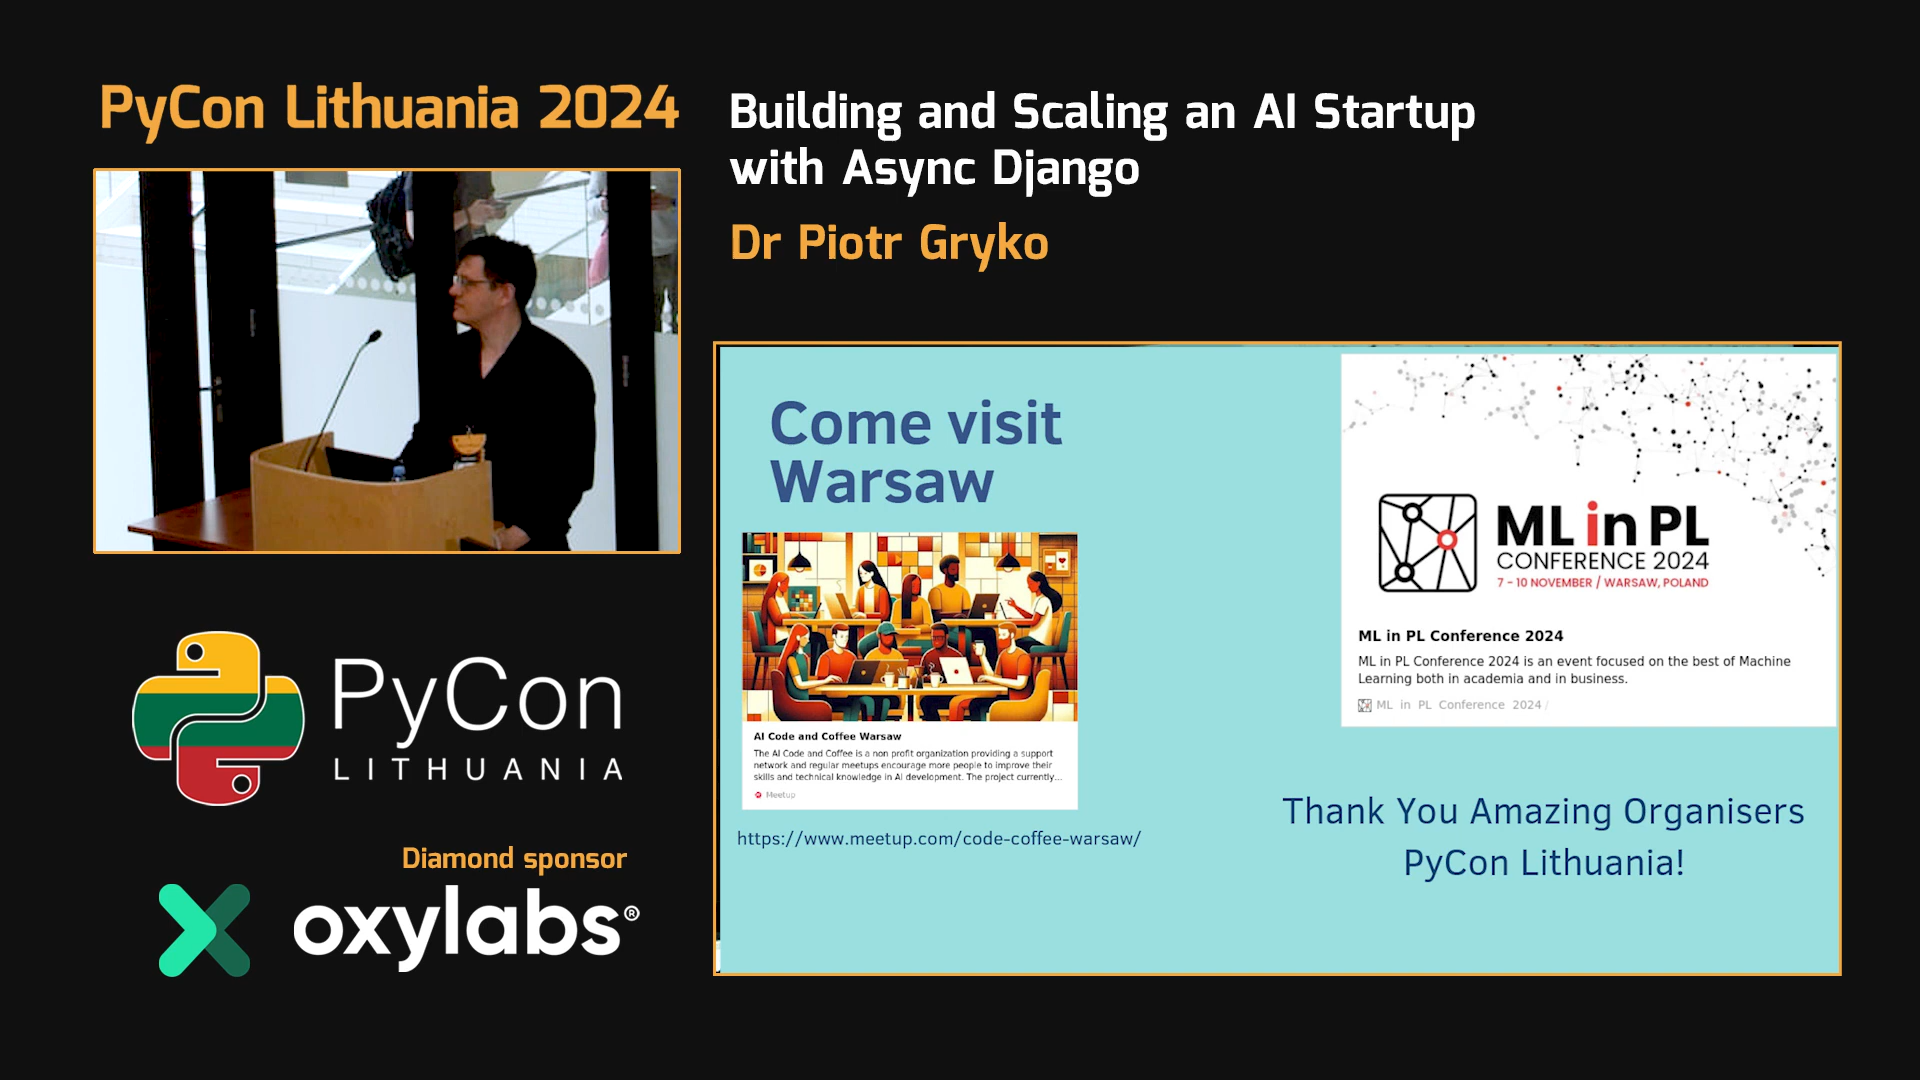 PyCon Lithuania 2024
Building and Scaling an AI Startup
with Async Django
Dr Piotr Gryko
Come visit
Warsaw
AI Code and Coffee Warsaw
The AI Code and Coffee is a non profit organization providing a support
network and regular meetups encourage more people to improve their
skills and technical knowledge in AI development. The project currently...
Meetup
https://www.meetup.com/code-coffee-warsaw/
ML in PL
CONFERENCE 2024
7 - 10 NOVEMBER / WARSAW, POLAND
ML in PL Conference 2024
ML in PL Conference 2024 is an event focused on the best of Machine
Learning both in academia and in business.
ML in PL Conference 2024 /
Thank You Amazing Organisers
PyCon Lithuania!
PyCon
LITHUANIA
Diamond sponsor
oxylabs®